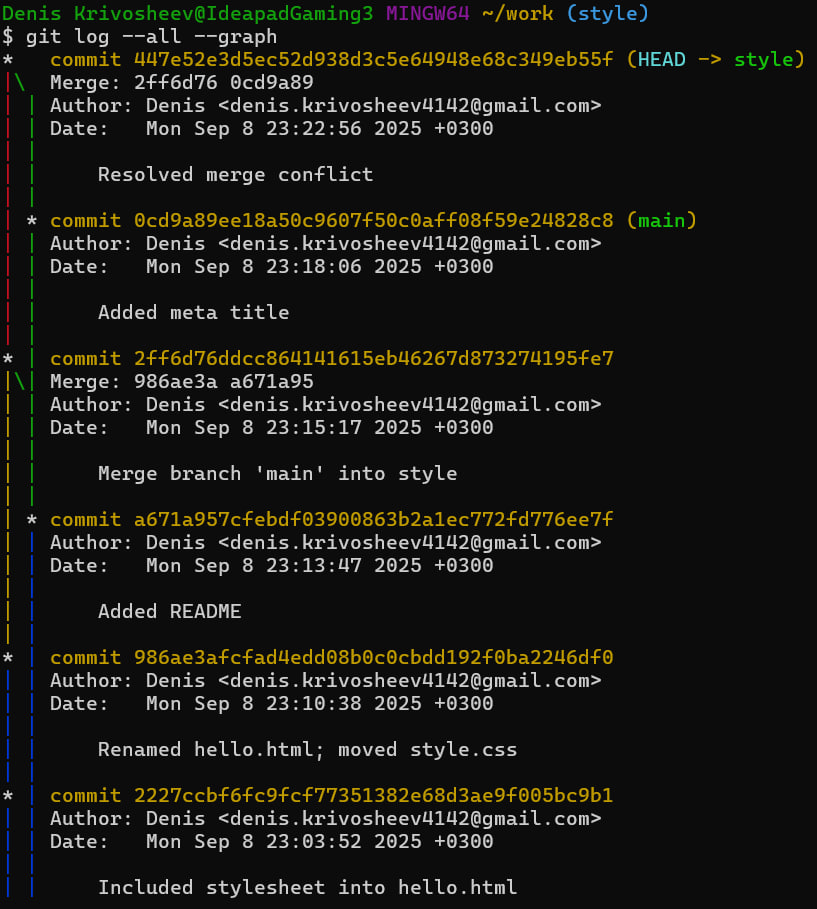 Denis Krivosheev@IdeapadGaming3 MINGW64 ~/work (style)
$ git log --all --graph
*   commit 447e52e3d5ec52d938d3c5e64948e68c349eb55f (HEAD -> style)
|\  Merge: 2ff6d76 0cd9a89
| | Author: Denis <denis.krivosheev4142@gmail.com>
| | Date:   Mon Sep 8 23:22:56 2025 +0300
| |
| |     Resolved merge conflict
| |
| * commit 0cd9a89ee18a50c9607f50c0aff08f59e24828c8 (main)
| | Author: Denis <denis.krivosheev4142@gmail.com>
| | Date:   Mon Sep 8 23:18:06 2025 +0300
| |
| |     Added meta title
| |
* | commit 2ff6d76ddcc864141615eb46267d873274195fe7
|\| Merge: 986ae3a a671a95
| | Author: Denis <denis.krivosheev4142@gmail.com>
| | Date:   Mon Sep 8 23:15:17 2025 +0300
| |
| |     Merge branch 'main' into style
| |
| * commit a671a957cfebdf03900863b2a1ec772fd776ee7f
| | Author: Denis <denis.krivosheev4142@gmail.com>
| | Date:   Mon Sep 8 23:13:47 2025 +0300
| |
| |     Added README
| |
* | commit 986ae3afcfad4edd08b0c0cbdd192f0ba2246df0
| | Author: Denis <denis.krivosheev4142@gmail.com>
| | Date:   Mon Sep 8 23:10:38 2025 +0300
| |
| |     Renamed hello.html; moved style.css
| |
* | commit 2227ccbf6fc9fcf77351382e68d3ae9f005bc9b1
| | Author: Denis <denis.krivosheev4142@gmail.com>
| | Date:   Mon Sep 8 23:03:52 2025 +0300
| |
| |     Included stylesheet into hello.html